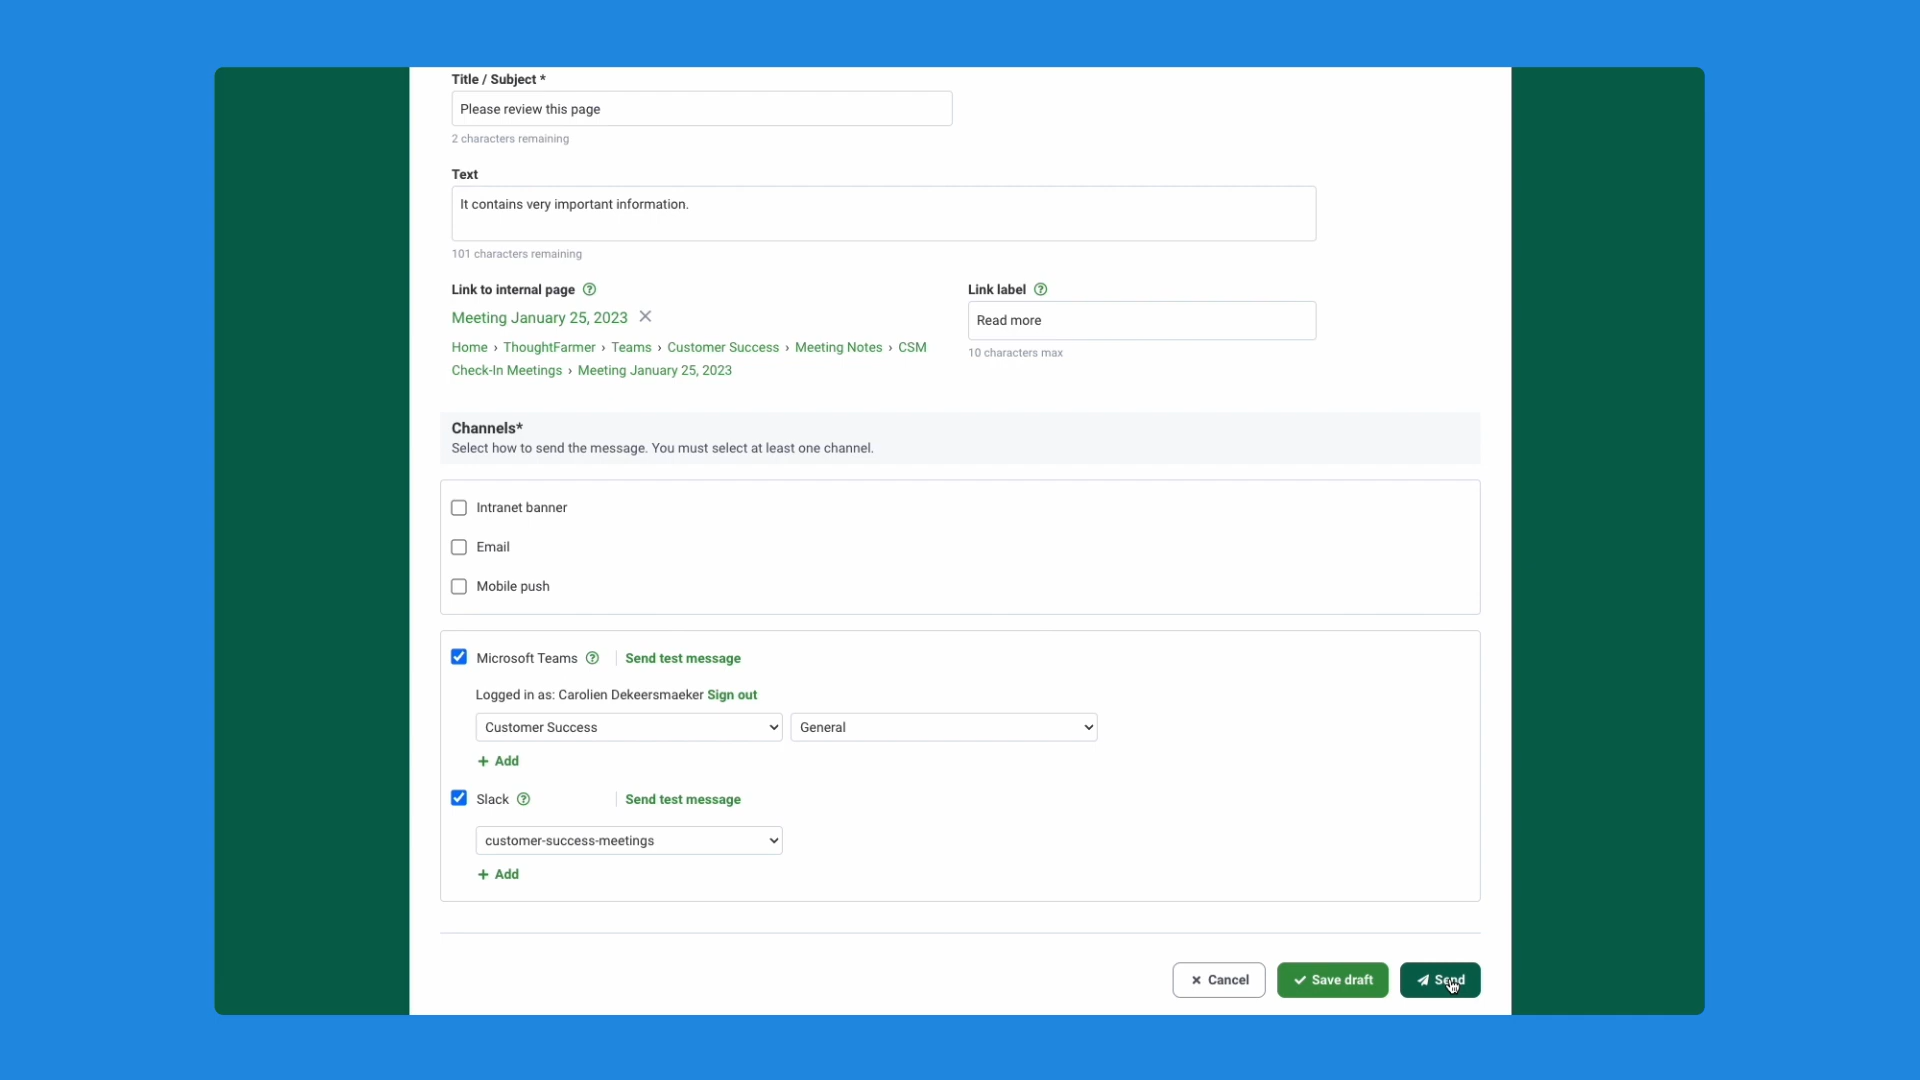 Title / Subject *
Please review this page
2 characters remaining
Text
It contains very important information.
101 characters remaining
Link to internal page ?
Meeting January 25, 2023 ×
Home › ThoughtFarmer › Teams › Customer Success › Meeting Notes › CSM
Check-In Meetings › Meeting January 25, 2023
Link label ?
Read more
10 characters max
Channels*
Select how to send the message. You must select at least one channel.
Intranet banner
Email
Mobile push
Microsoft Teams ? | Send test message
Logged in as: Carolien Dekeersmaeker Sign out
Customer Success General
+ Add
Slack ? | Send test message
customer-success-meetings
+ Add
× Cancel ✓ Save draft Send